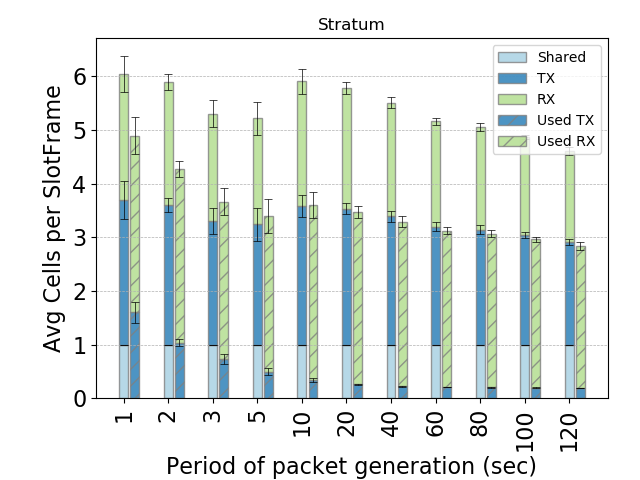 Stratum
Shared
TX
RX
Used TX
Used RX
Avg Cells per SlotFrame
6
5
4
3
2
1
0
1 2 3 5 10 20 40 60 80 100 120
Period of packet generation (sec)